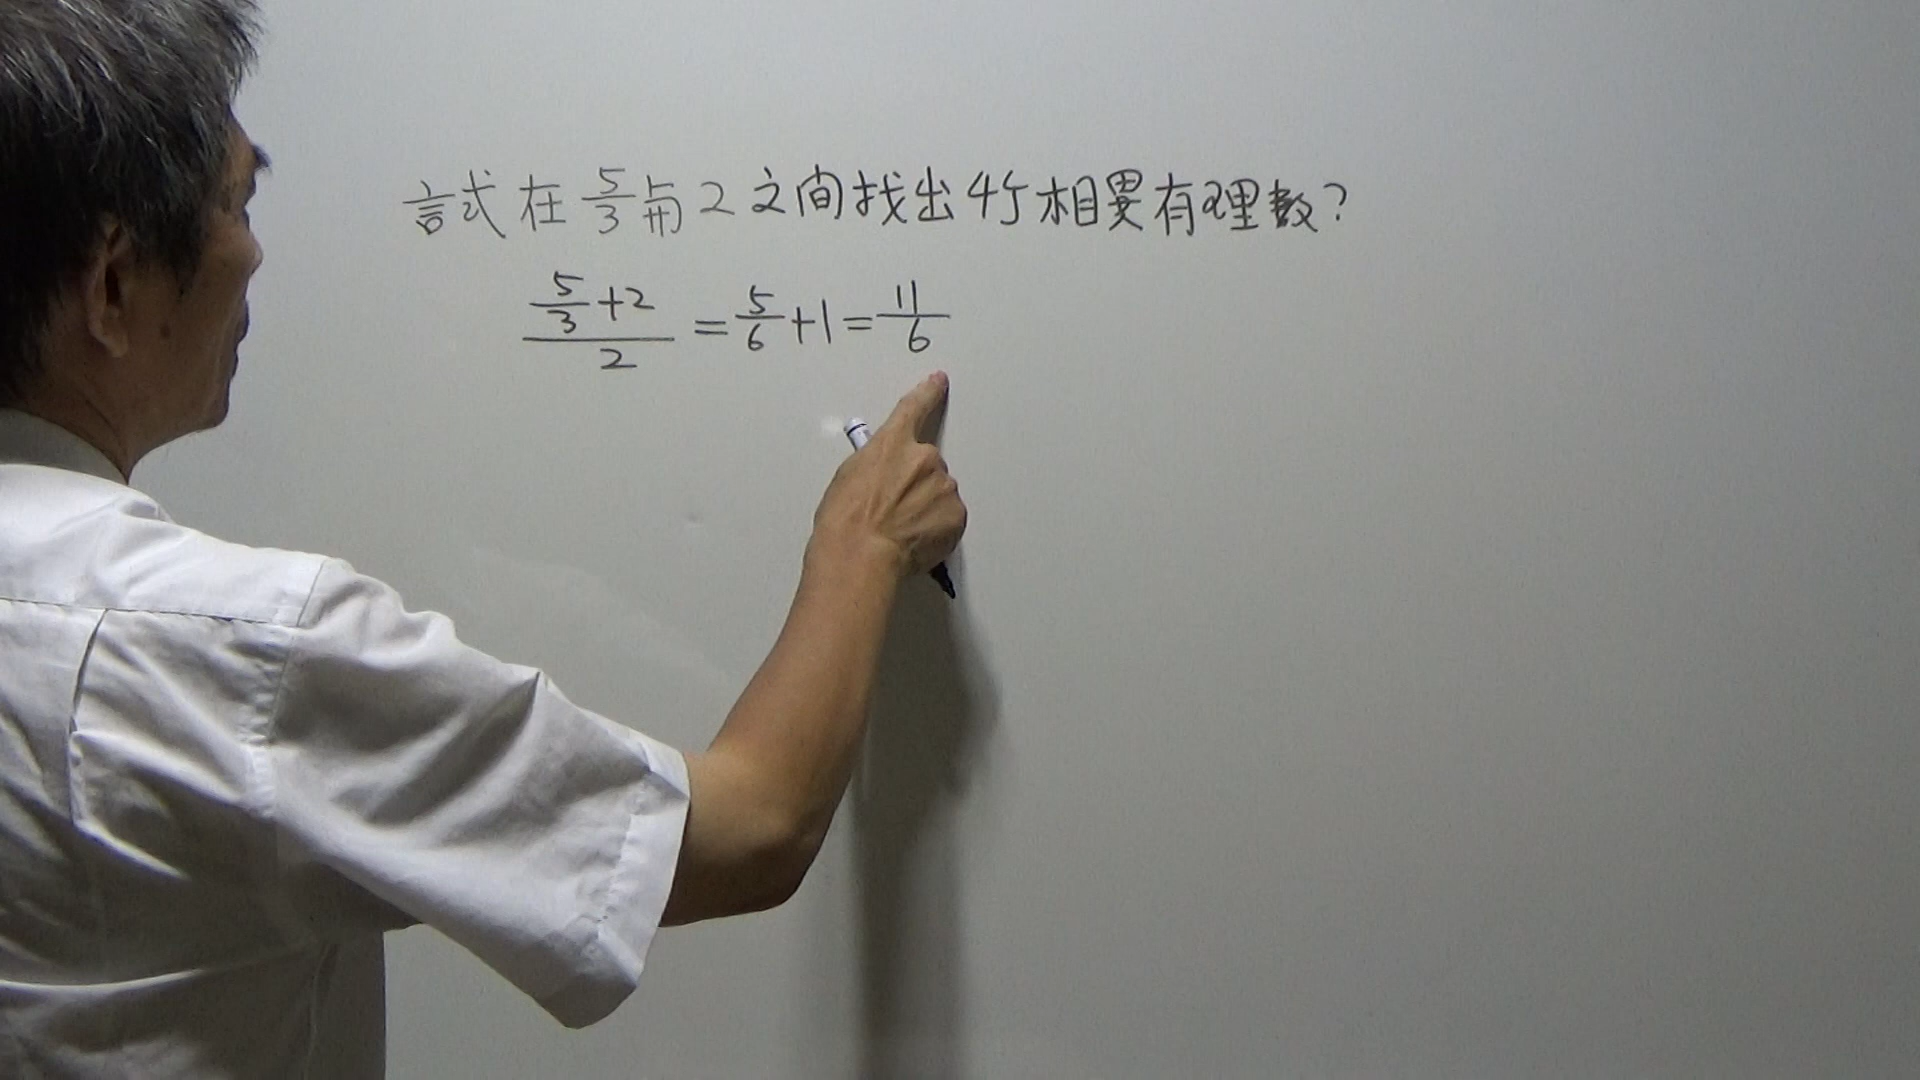 試在 5/3 與 2 之間找出 4个相異有理數?
(5/3+2)/2 = 5/6+1 = 11/6